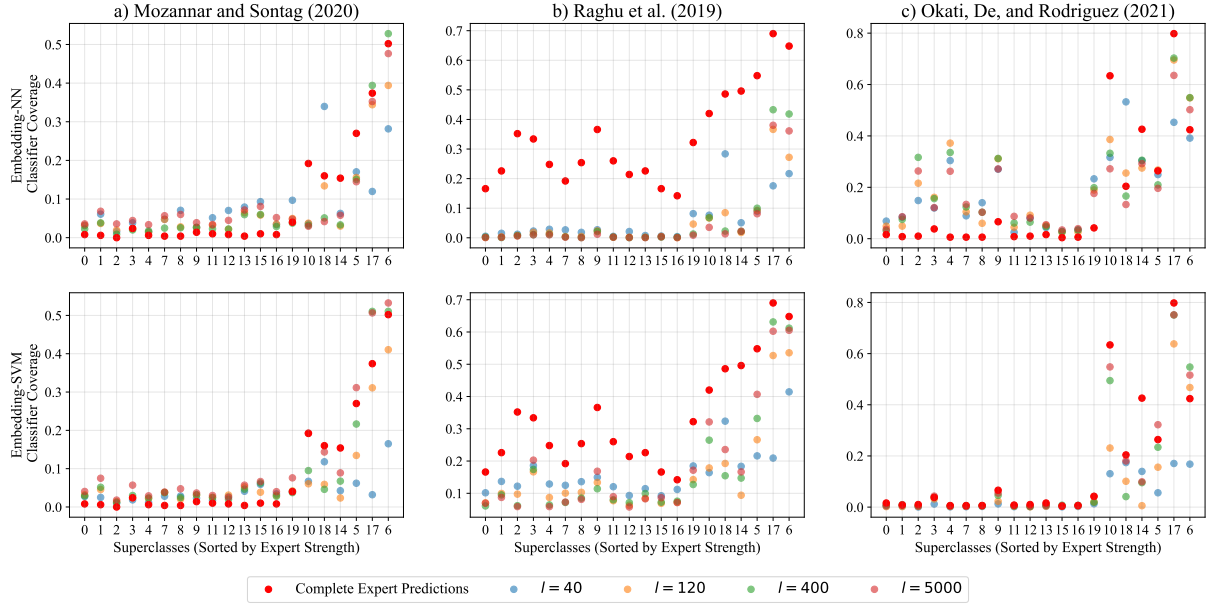 a) Mozannar and Sontag (2020)
b) Raghu et al. (2019)
c) Okati, De, and Rodriguez (2021)
Embedding-NN
Classifier Coverage
0.5
0.4
0.3
0.2
0.1
0.0
0 1 2 3 4 7 8 9 11 12 13 15 16 19 10 18 14 5 17 6
0.7
0.6
0.5
0.4
0.3
0.2
0.1
0.0
0 1 2 3 4 7 8 9 11 12 13 15 16 19 10 18 14 5 17 6
0.8
0.6
0.4
0.2
0.0
0 1 2 3 4 7 8 9 11 12 13 15 16 19 10 18 14 5 17 6
Embedding-SVM
Classifier Coverage
0.5
0.4
0.3
0.2
0.1
0.0
0 1 2 3 4 7 8 9 11 12 13 15 16 19 10 18 14 5 17 6
Superclasses (Sorted by Expert Strength)
0.7
0.6
0.5
0.4
0.3
0.2
0.1
0 1 2 3 4 7 8 9 11 12 13 15 16 19 10 18 14 5 17 6
Superclasses (Sorted by Expert Strength)
0.8
0.6
0.4
0.2
0.0
0 1 2 3 4 7 8 9 11 12 13 15 16 19 10 18 14 5 17 6
Superclasses (Sorted by Expert Strength)
Complete Expert Predictions l = 40 l = 120 l = 400 l = 5000